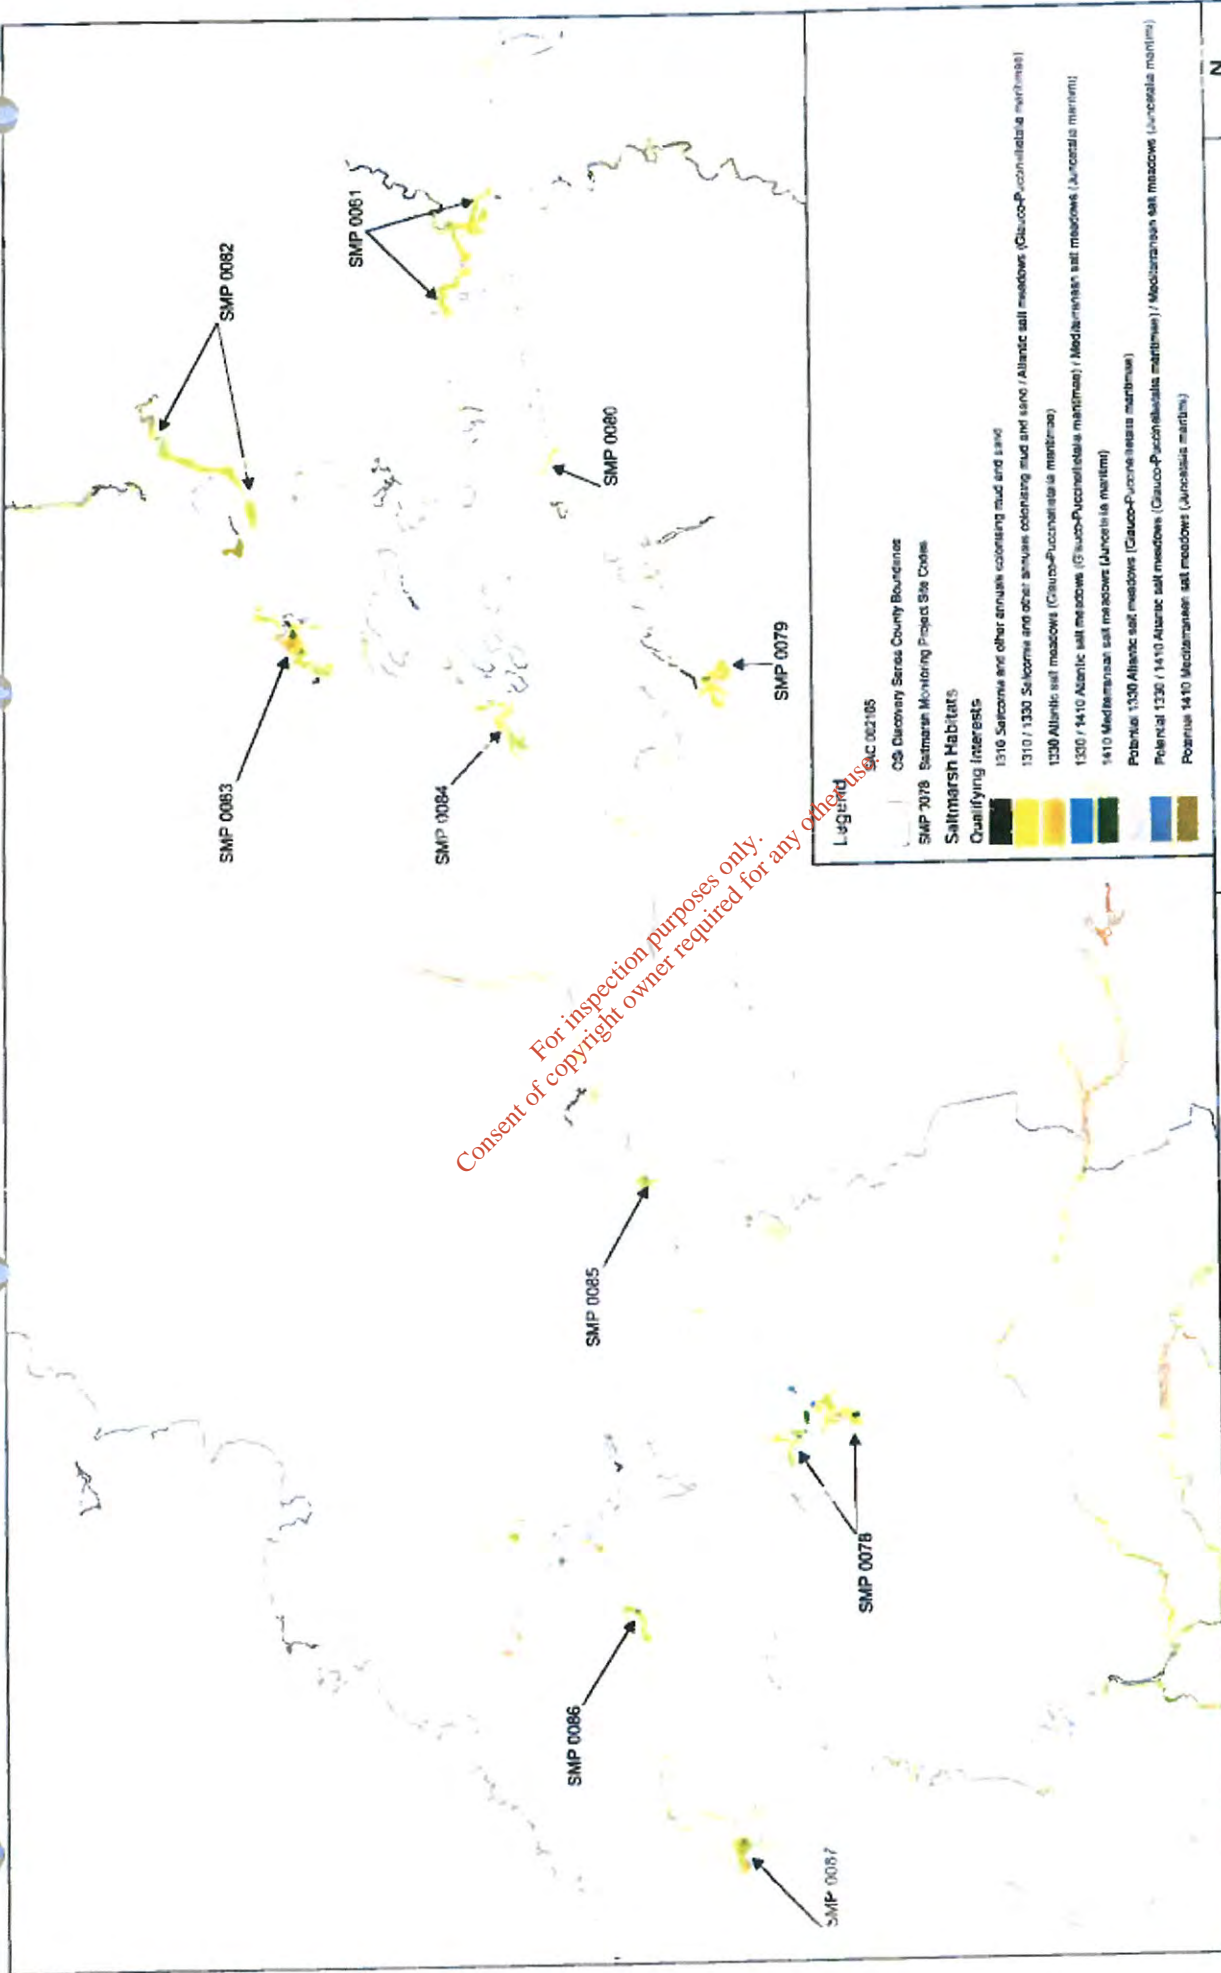 SMP 0082
SMP 0081
SMP 0083
SMP 0084
SMP 0080
SMP 0079
SMP 0085
SMP 0086
SMP 0078
SMP 0087
For inspection purposes only.
Consent of copyright owner required for any other use.
Legend
SAC 002165
OSi Discovery Series County Boundaries
SMP 0078 Saltmarsh Monitoring Project Site Codes
Saltmarsh Habitats
Qualifying Interests
1310 Salicornia and other annuals colonising mud and sand
1310 / 1330 Salicornia and other annuals colonising mud and sand / Atlantic salt meadows (Glauco-Puccinellietalia maritimae)
1330 Atlantic salt meadows (Glauco-Puccinellietalia maritimae)
1330 / 1410 Atlantic salt meadows (Glauco-Puccinellietalia maritimae) / Mediterranean salt meadows (Juncetalia maritimi)
1410 Mediterranean salt meadows (Juncetalia maritimi)
Potential 1330 Atlantic salt meadows (Glauco-Puccinellietalia maritimae)
Potential 1330 / 1410 Atlantic salt meadows (Glauco-Puccinellietalia maritimae) / Mediterranean salt meadows (Juncetalia maritimi)
Potential 1410 Mediterranean salt meadows (Juncetalia maritimi)
N